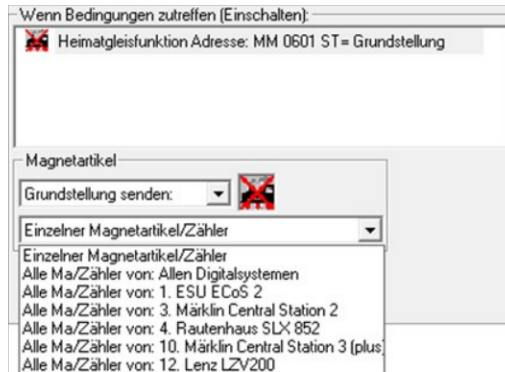 Wenn Bedingungen zutreffen (Einschalten):
Heimatgleisfunktion Adresse: MM 0601 ST= Grundstellung
Magnetartikel
Grundstellung senden:
Einzelner Magnetartikel/Zähler
Einzelner Magnetartikel/Zähler
Alle Ma/Zähler von: Allen Digitalsystemen
Alle Ma/Zähler von: 1. ESU ECoS 2
Alle Ma/Zähler von: 3. Märklin Central Station 2
Alle Ma/Zähler von: 4. Rautenhaus SLX 852
Alle Ma/Zähler von: 10. Märklin Central Station 3 (plus)
Alle Ma/Zähler von: 12. Lenz LZV200